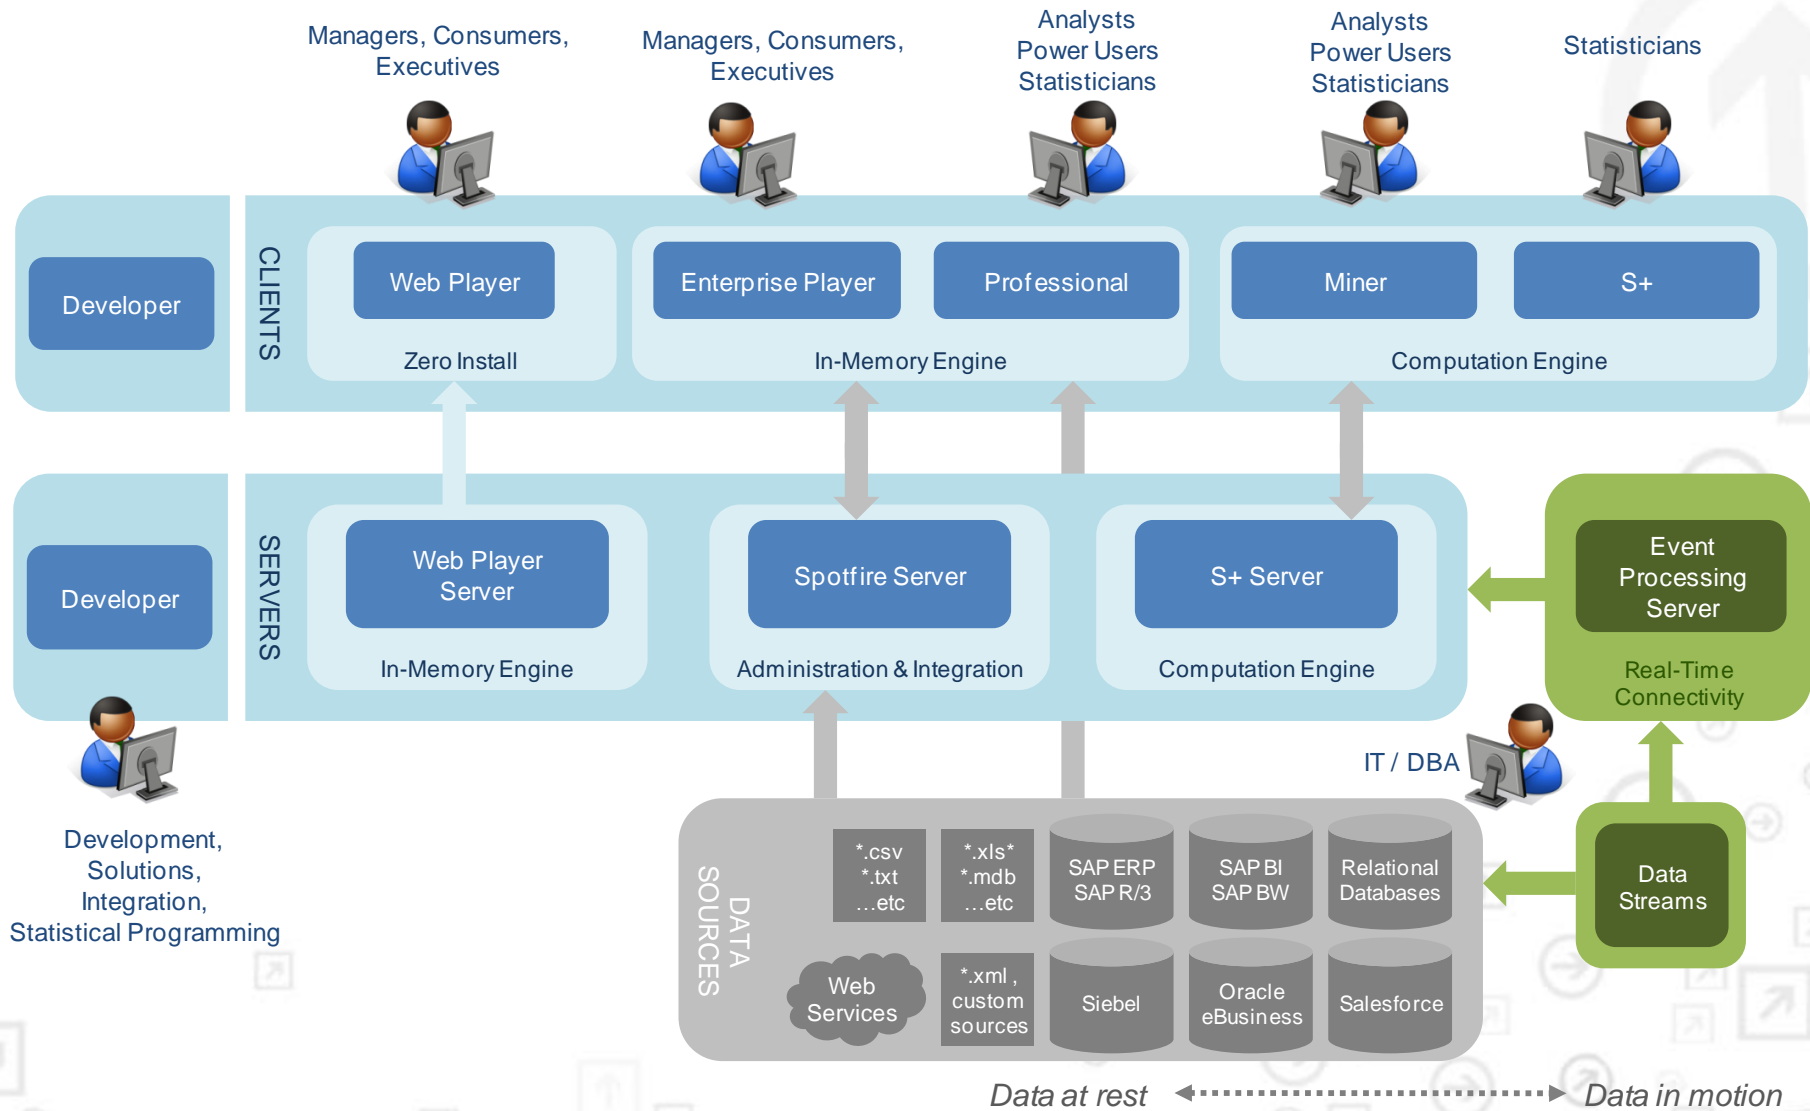 Managers, Consumers,
Executives
Managers, Consumers,
Executives
Analysts
Power Users
Statisticians
Analysts
Power Users
Statisticians
Statisticians
Developer
CLIENTS
Web Player
Zero Install
Enterprise Player
Professional
In-Memory Engine
Miner
S+
Computation Engine
Developer
SERVERS
Web Player
Server
In-Memory Engine
Spotfire Server
Administration & Integration
S+ Server
Computation Engine
Event
Processing
Server
Real-Time
Connectivity
Development,
Solutions,
Integration,
Statistical Programming
IT / DBA
DATA
SOURCES
*.csv
*.txt
...etc
*.xls*
*.mdb
...etc
SAP ERP
SAP R/3
SAP BI
SAP BW
Relational
Databases
Data
Streams
Web
Services
*.xml ,
custom
sources
Siebel
Oracle
eBusiness
Salesforce
Data at rest
Data in motion